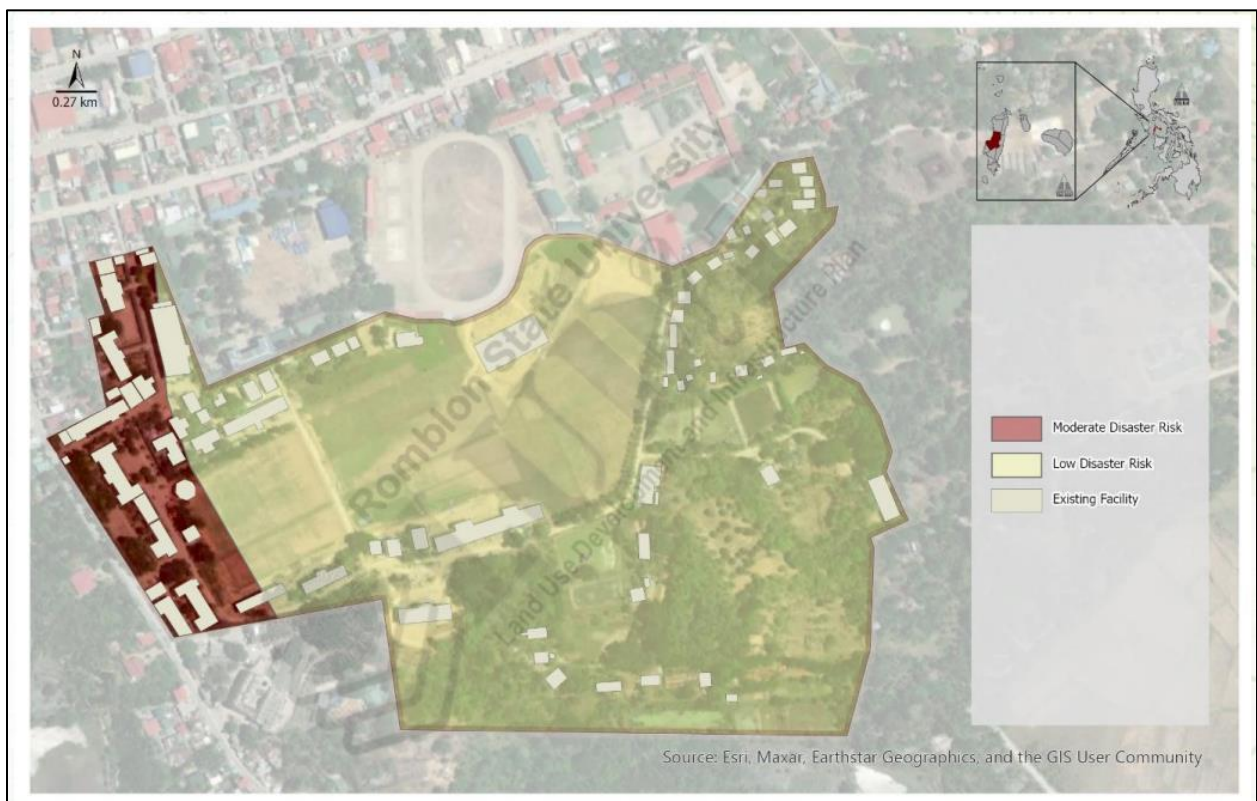 N
0.27 km
Romblon State University
Land Use Development and Infrastructure Plan
Moderate Disaster Risk
Low Disaster Risk
Existing Facility
Source: Esri, Maxar, Earthstar Geographics, and the GIS User Community